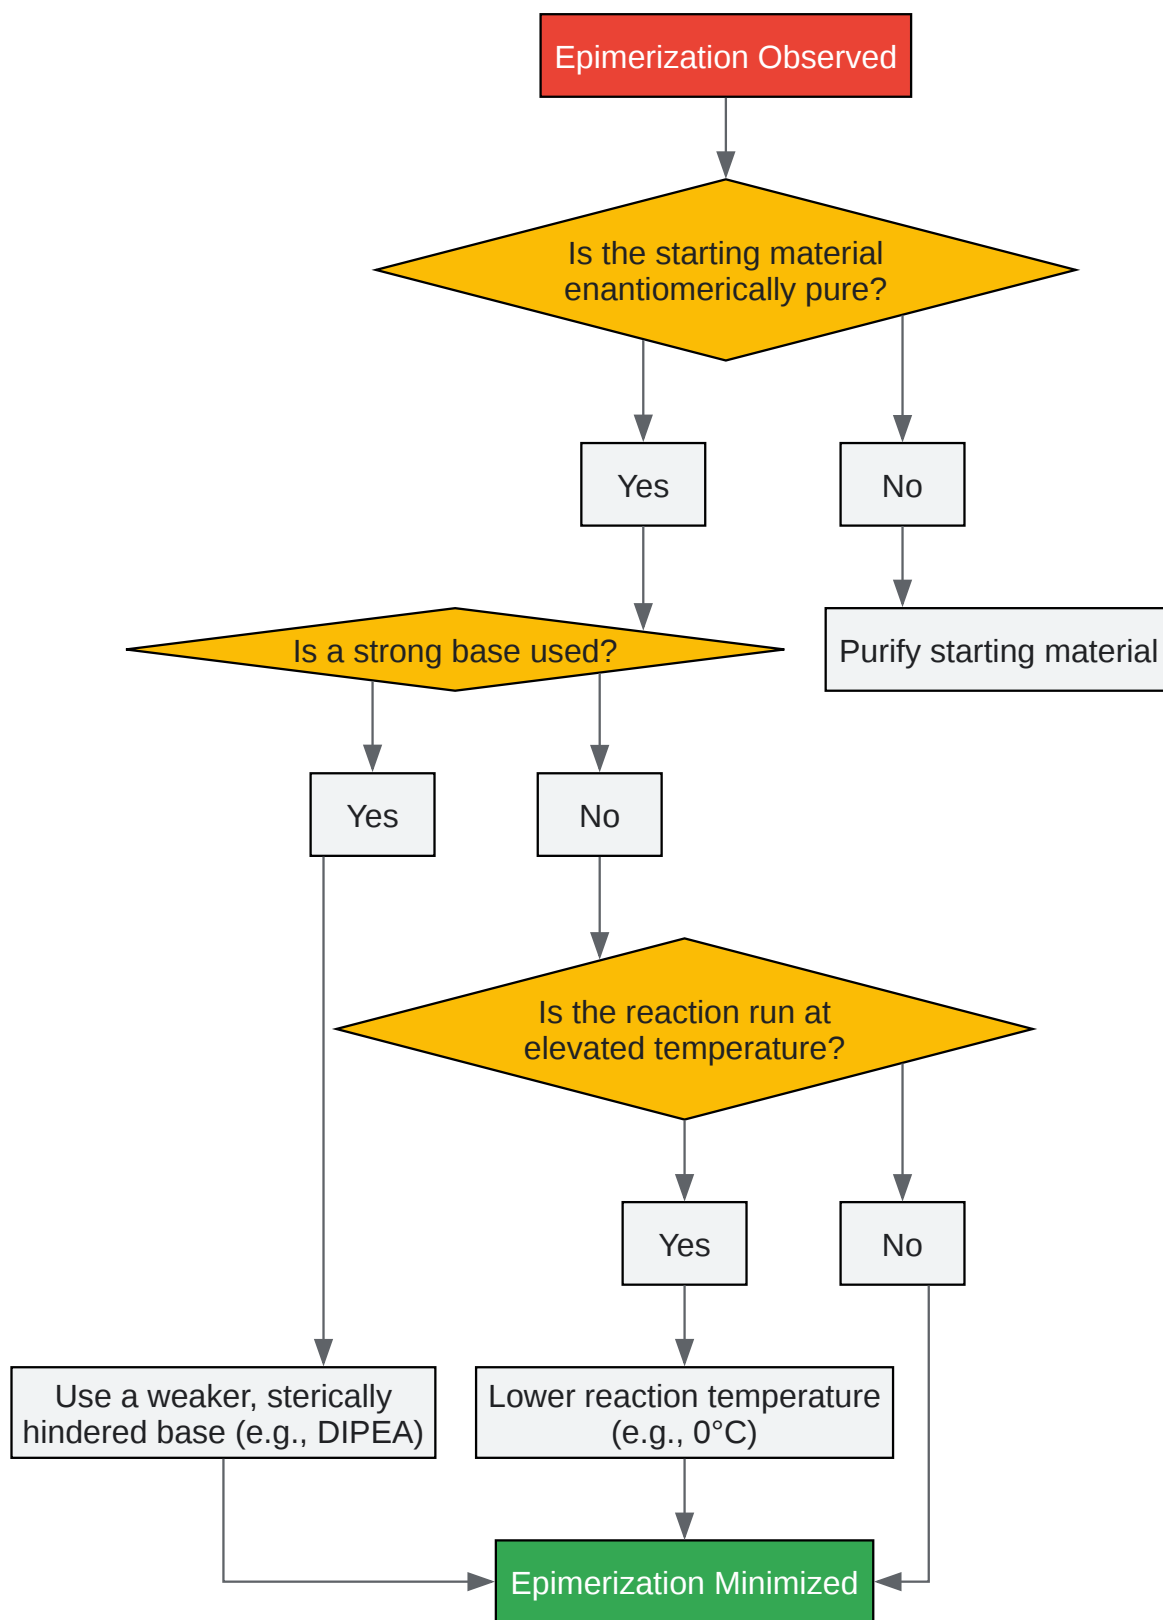 Epimerization Observed
Is the starting material
enantiomerically pure?
Yes
No
Is a strong base used?
Purify starting material
Yes
No
Is the reaction run at
elevated temperature?
Yes
No
Use a weaker, sterically
hindered base (e.g., DIPEA)
Lower reaction temperature
(e.g., 0°C)
Epimerization Minimized